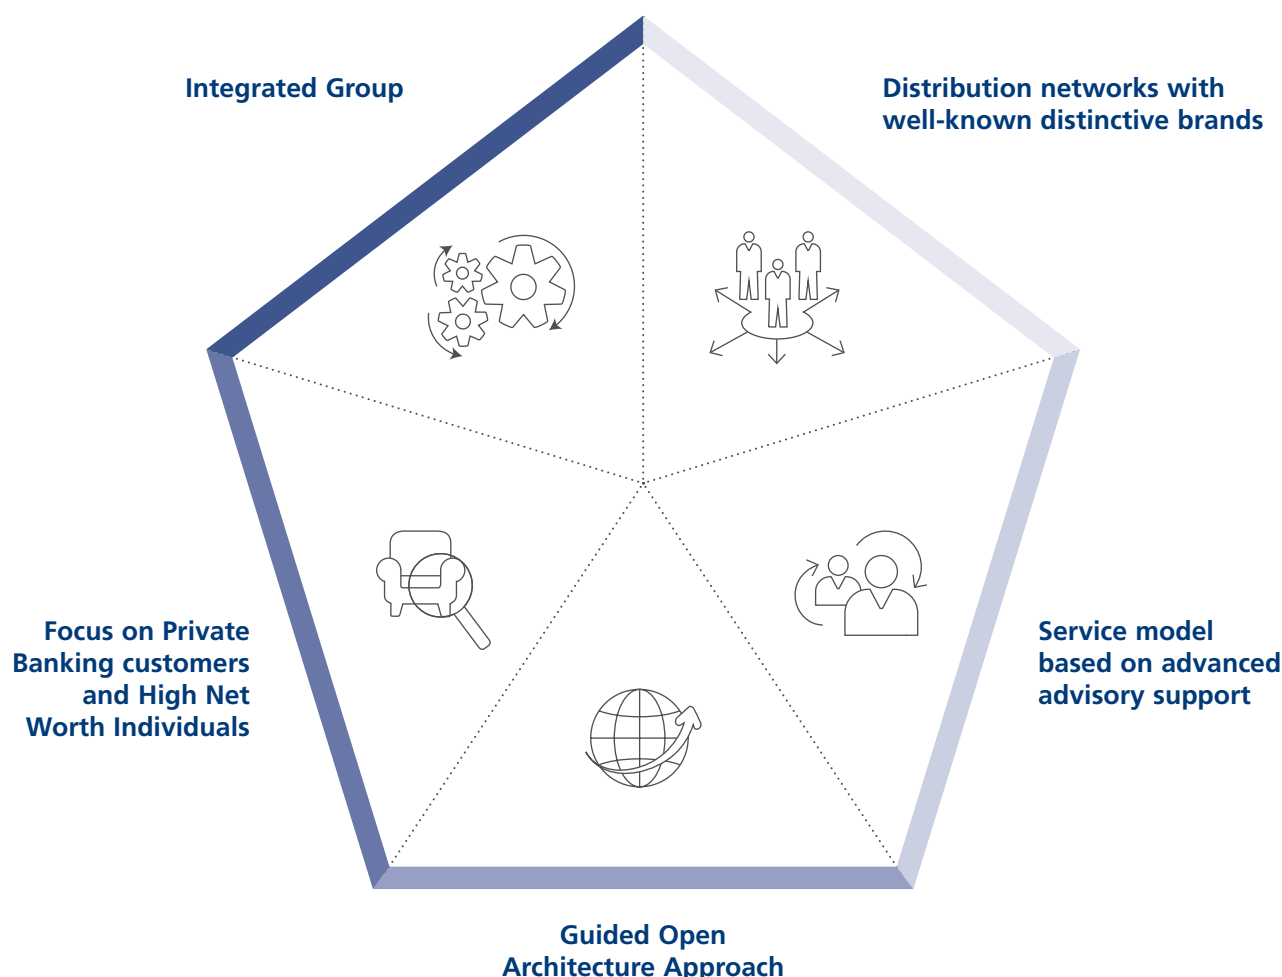 Integrated Group
Distribution networks with
well-known distinctive brands
Focus on Private
Banking customers
and High Net
Worth Individuals
Service model
based on advanced
advisory support
Guided Open
Architecture Approach